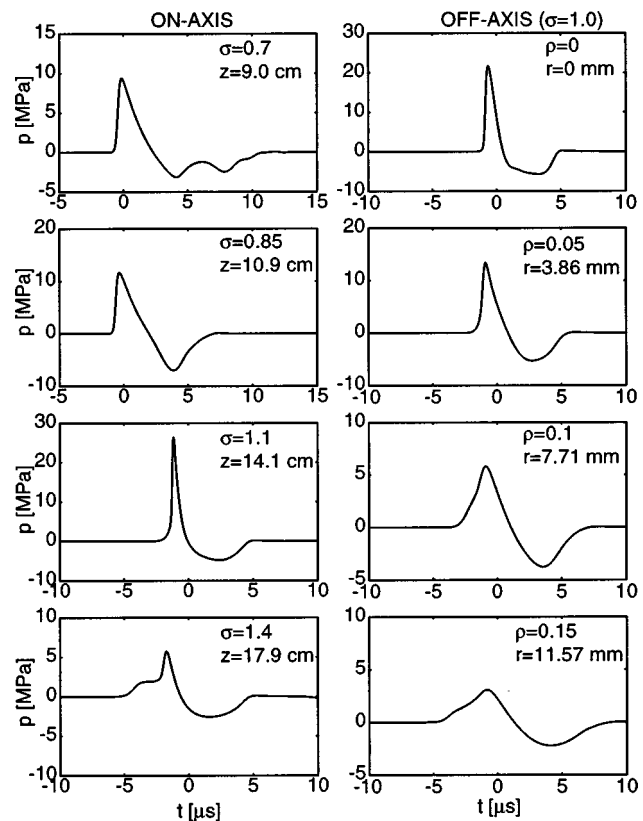 ON-AXIS
OFF-AXIS (σ=1.0)
p [MPa]
15
10
5
0
-5
σ=0.7
z=9.0 cm
-5 0 5 10 15
30
20
10
0
-10
ρ=0
r=0 mm
-10 -5 0 5 10
p [MPa]
20
10
0
-10
σ=0.85
z=10.9 cm
-5 0 5 10 15
20
10
0
-10
ρ=0.05
r=3.86 mm
-10 -5 0 5 10
p [MPa]
30
20
10
0
-10
σ=1.1
z=14.1 cm
-10 -5 0 5 10
10
5
0
-5
ρ=0.1
r=7.71 mm
-10 -5 0 5 10
p [MPa]
10
5
0
-5
-10
σ=1.4
z=17.9 cm
-10 -5 0 5 10
t [μs]
10
5
0
-5
ρ=0.15
r=11.57 mm
-10 -5 0 5 10
t [μs]